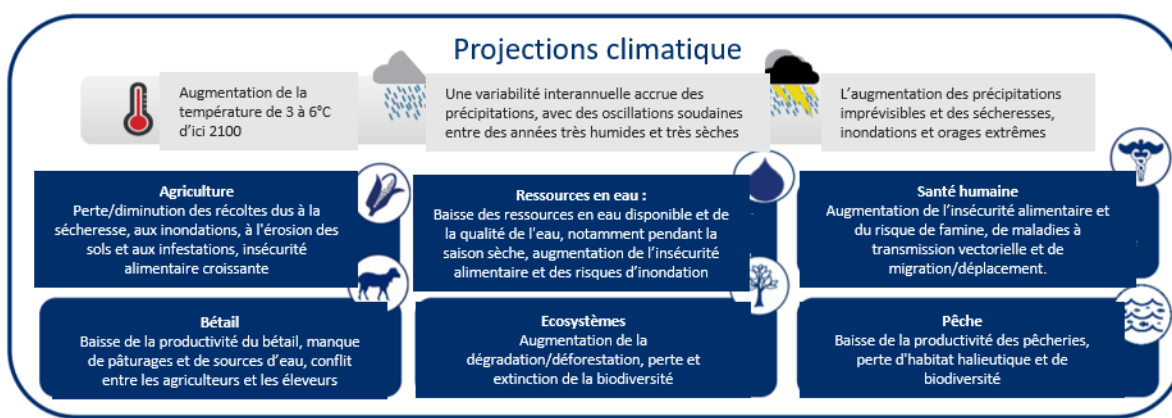 Projections climatique
Augmentation de la
température de 3 à 6°C
d'ici 2100
Une variabilité interannuelle accrue des
précipitations, avec des oscillations soudaines
entre des années très humides et très sèches
L'augmentation des précipitations
imprévisibles et des sécheresses,
inondations et orages extrêmes
Agriculture
Perte/diminution des récoltes dus à la
sécheresse, aux inondations, à l'érosion des
sols et aux infestations, insécurité
alimentaire croissante
Ressources en eau :
Baisse des ressources en eau disponible et de
la qualité de l'eau, notamment pendant la
saison sèche, augmentation de l'insécurité
alimentaire et des risques d'inondation
Santé humaine
Augmentation de l'insécurité alimentaire et
du risque de famine, de maladies à
transmission vectorielle et de
migration/déplacement.
Bétail
Baisse de la productivité du bétail, manque
de pâturages et de sources d'eau, conflit
entre les agriculteurs et les éleveurs
Ecosystèmes
Augmentation de la
dégradation/déforestation, perte et
extinction de la biodiversité
Pêche
Baisse de la productivité des pêcheries,
perte d'habitat halieutique et de
biodiversité